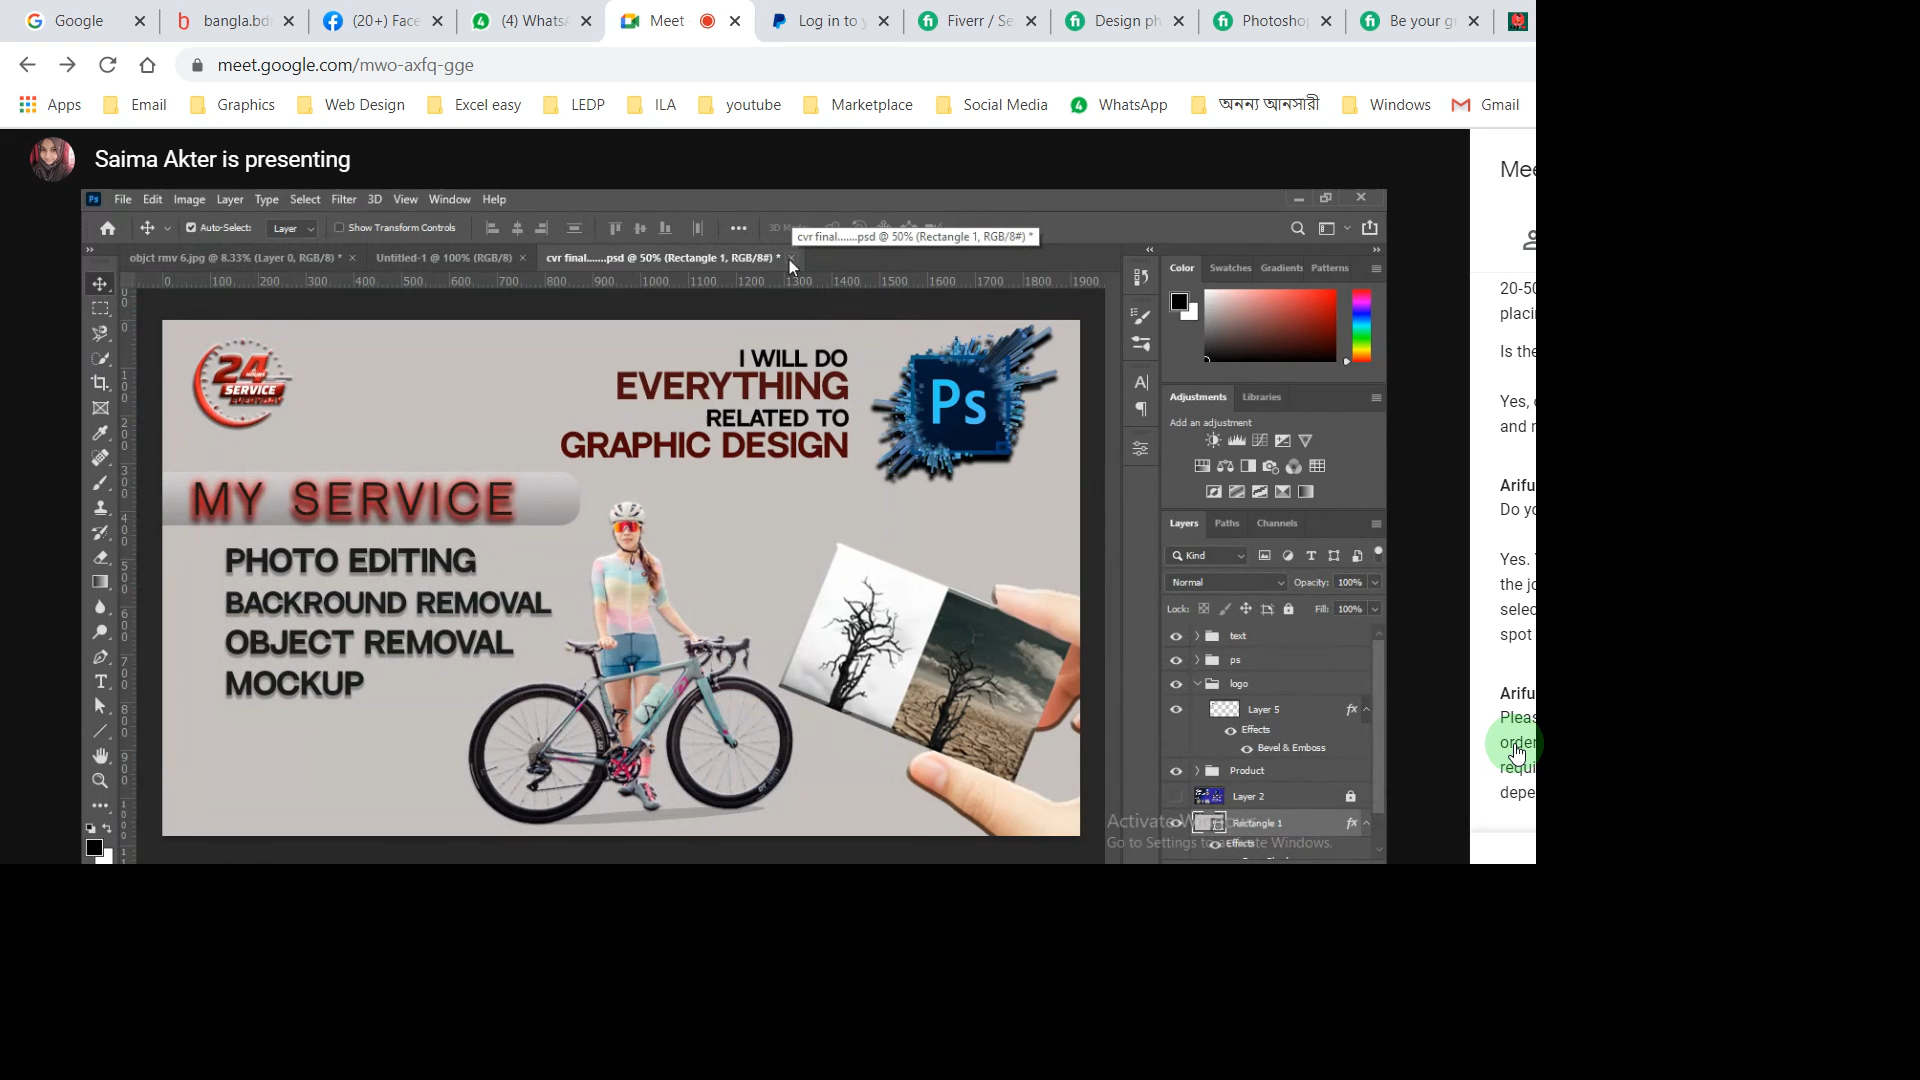 Google
bangla.bd
(20+) Face
(4) Whats
Meet
Log in to
Fiverr / Se
Design ph
Photosho
Be your g
meet.google.com/mwo-axfq-gge
Apps
Email
Graphics
Web Design
Excel easy
LEDP
ILA
youtube
Marketplace
Social Media
WhatsApp
অনন্য আনসারী
Windows
Gmail
Saima Akter is presenting
Mee
Ps
File Edit Image Layer Type Select Filter 3D View Window Help
Auto-Select:
Layer
Show Transform Controls
cvr final.......psd @ 50% (Rectangle 1, RGB/8#) *
objct rmv 6.jpg @ 8.33% (Layer 0, RGB/8) *
Untitled-1 @ 100% (RGB/8)
cvr final.......psd @ 50% (Rectangle 1, RGB/8#) *
0 100 200 300 400 500 600 700 800 900 1000 1100 1200 1300 1400 1500 1600 1700 1800 1900
24
HOURS
SERVICE
EVERYDAY
I WILL DO
EVERYTHING
RELATED TO
GRAPHIC DESIGN
Ps
MY SERVICE
PHOTO EDITING
BACKROUND REMOVAL
OBJECT REMOVAL
MOCKUP
Color Swatches Gradients Patterns
Adjustments Libraries
Add an adjustment
Layers Paths Channels
Kind
Normal
Opacity: 100%
Lock:
Fill: 100%
text
ps
logo
Layer 5
fx
Effects
Bevel & Emboss
Product
Layer 2
Rectangle 1
fx
Effects
Activate Windows
Go to Settings to activate Windows.
20-50
placi
Is the
Yes,
and r
Arifu
Do yo
Yes.
the jo
selec
spot
Arifu
Pleas
order
requi
depe